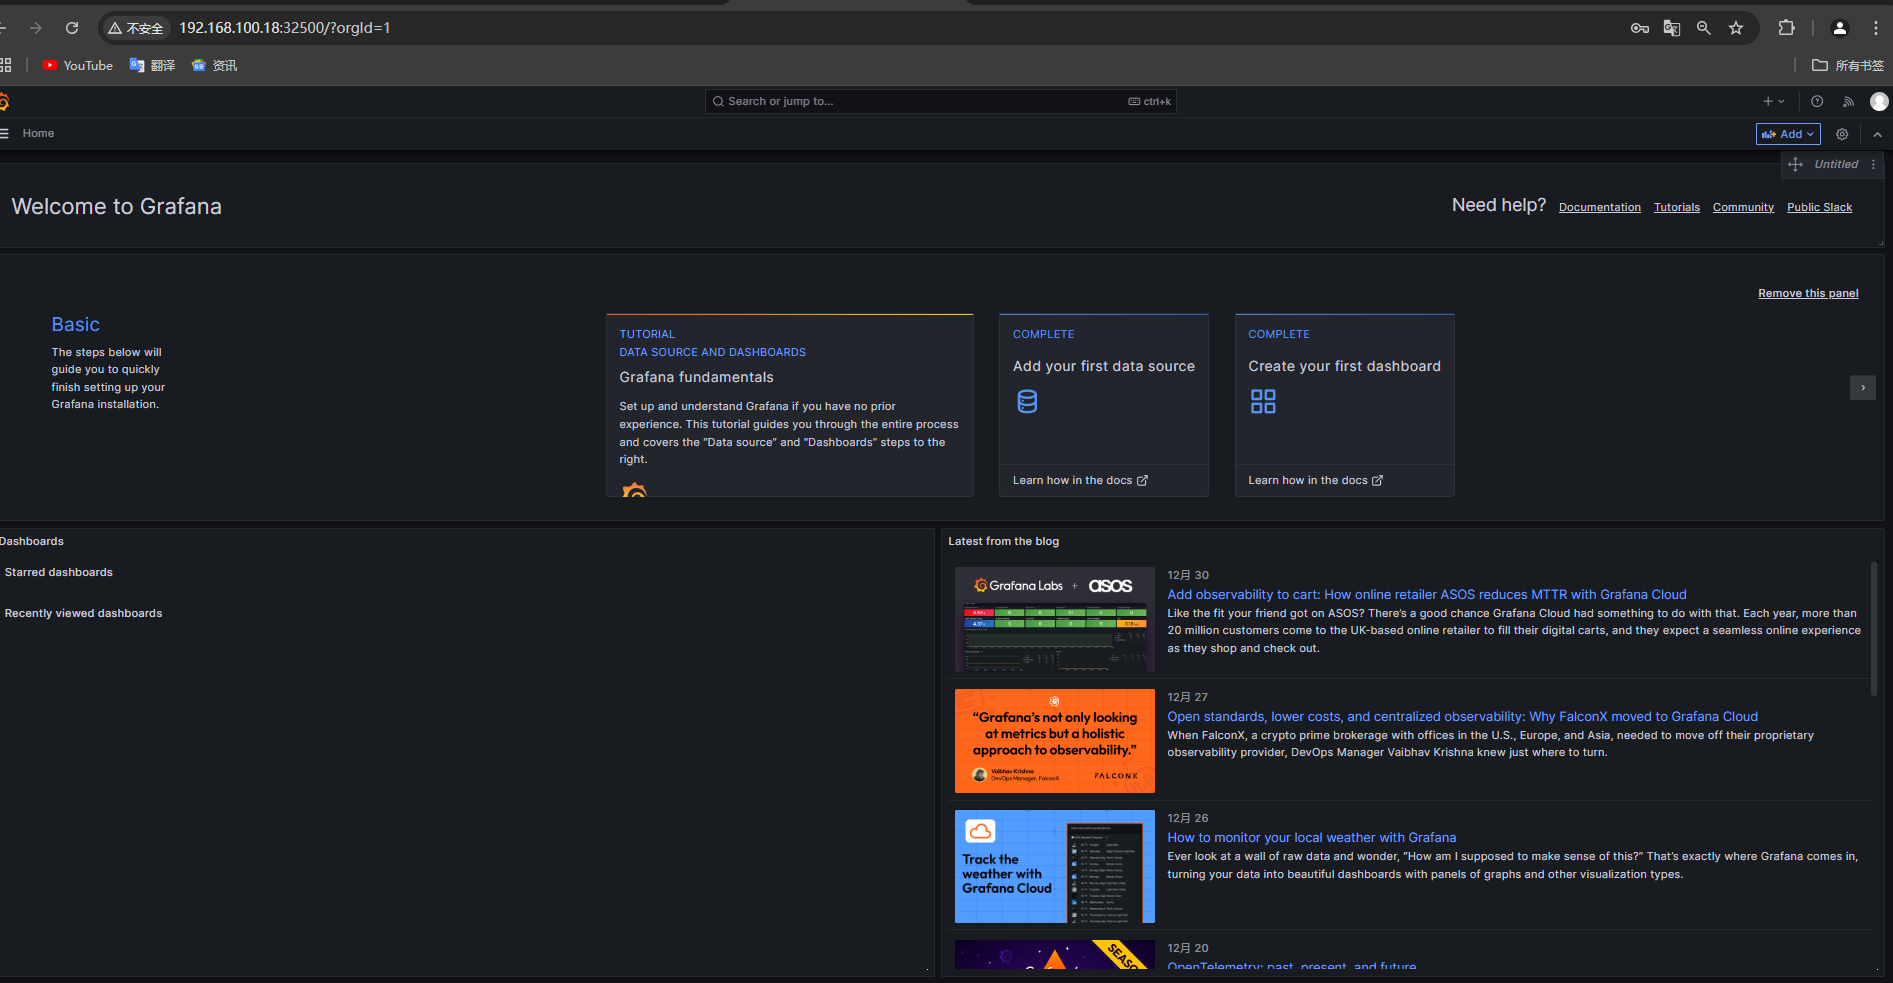 不安全 192.168.100.18:32500/?orgId=1
YouTube 翻译 资讯 所有书签
Search or jump to... ctrl+k
Home Add
Untitled
Welcome to Grafana
Need help? Documentation Tutorials Community Public Slack
Remove this panel
Basic
The steps below will
guide you to quickly
finish setting up your
Grafana installation.
TUTORIAL
DATA SOURCE AND DASHBOARDS
Grafana fundamentals
Set up and understand Grafana if you have no prior
experience. This tutorial guides you through the entire process
and covers the “Data source” and “Dashboards” steps to the
right.
COMPLETE
Add your first data source
Learn how in the docs
COMPLETE
Create your first dashboard
Learn how in the docs
Dashboards
Starred dashboards
Recently viewed dashboards
Latest from the blog
Grafana Labs + asos
12月 30
Add observability to cart: How online retailer ASOS reduces MTTR with Grafana Cloud
Like the fit your friend got on ASOS? There’s a good chance Grafana Cloud had something to do with that. Each year, more than
20 million customers come to the UK-based online retailer to fill their digital carts, and they expect a seamless online experience
as they shop and check out.
“Grafana's not only looking
at metrics but a holistic
approach to observability.”
Vaibhav Krishna
DevOps Manager, FalconX
FALCONX
12月 27
Open standards, lower costs, and centralized observability: Why FalconX moved to Grafana Cloud
When FalconX, a crypto prime brokerage with offices in the U.S., Europe, and Asia, needed to move off their proprietary
observability provider, DevOps Manager Vaibhav Krishna knew just where to turn.
Track the
weather with
Grafana Cloud
12月 26
How to monitor your local weather with Grafana
Ever look at a wall of raw data and wonder, “How am I supposed to make sense of this?” That’s exactly where Grafana comes in,
turning your data into beautiful dashboards with panels of graphs and other visualization types.
12月 20
OpenTelemetry: past, present, and future